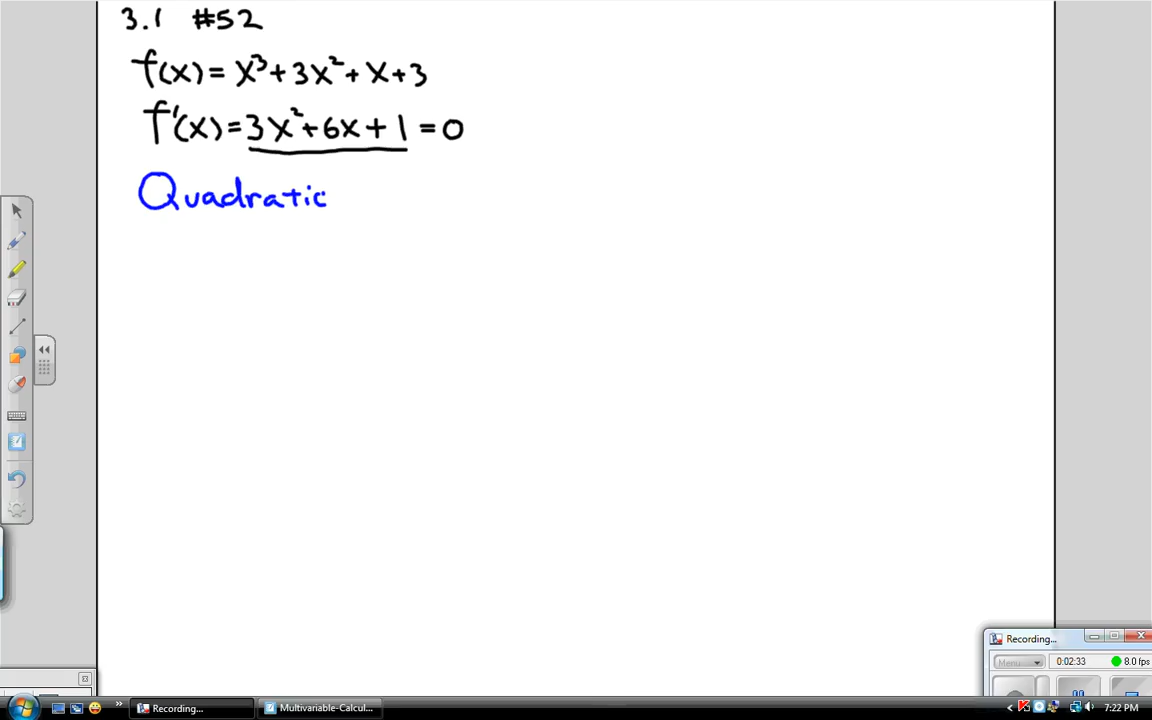 3.1 #52
f(x) = x³ + 3x² + x + 3
f'(x) = 3x² + 6x + 1 = 0
Quadratic
Recording...
Menu
0:02:33
8.0 fps
Recording...
Multivariable-Calcul...
7:22 PM